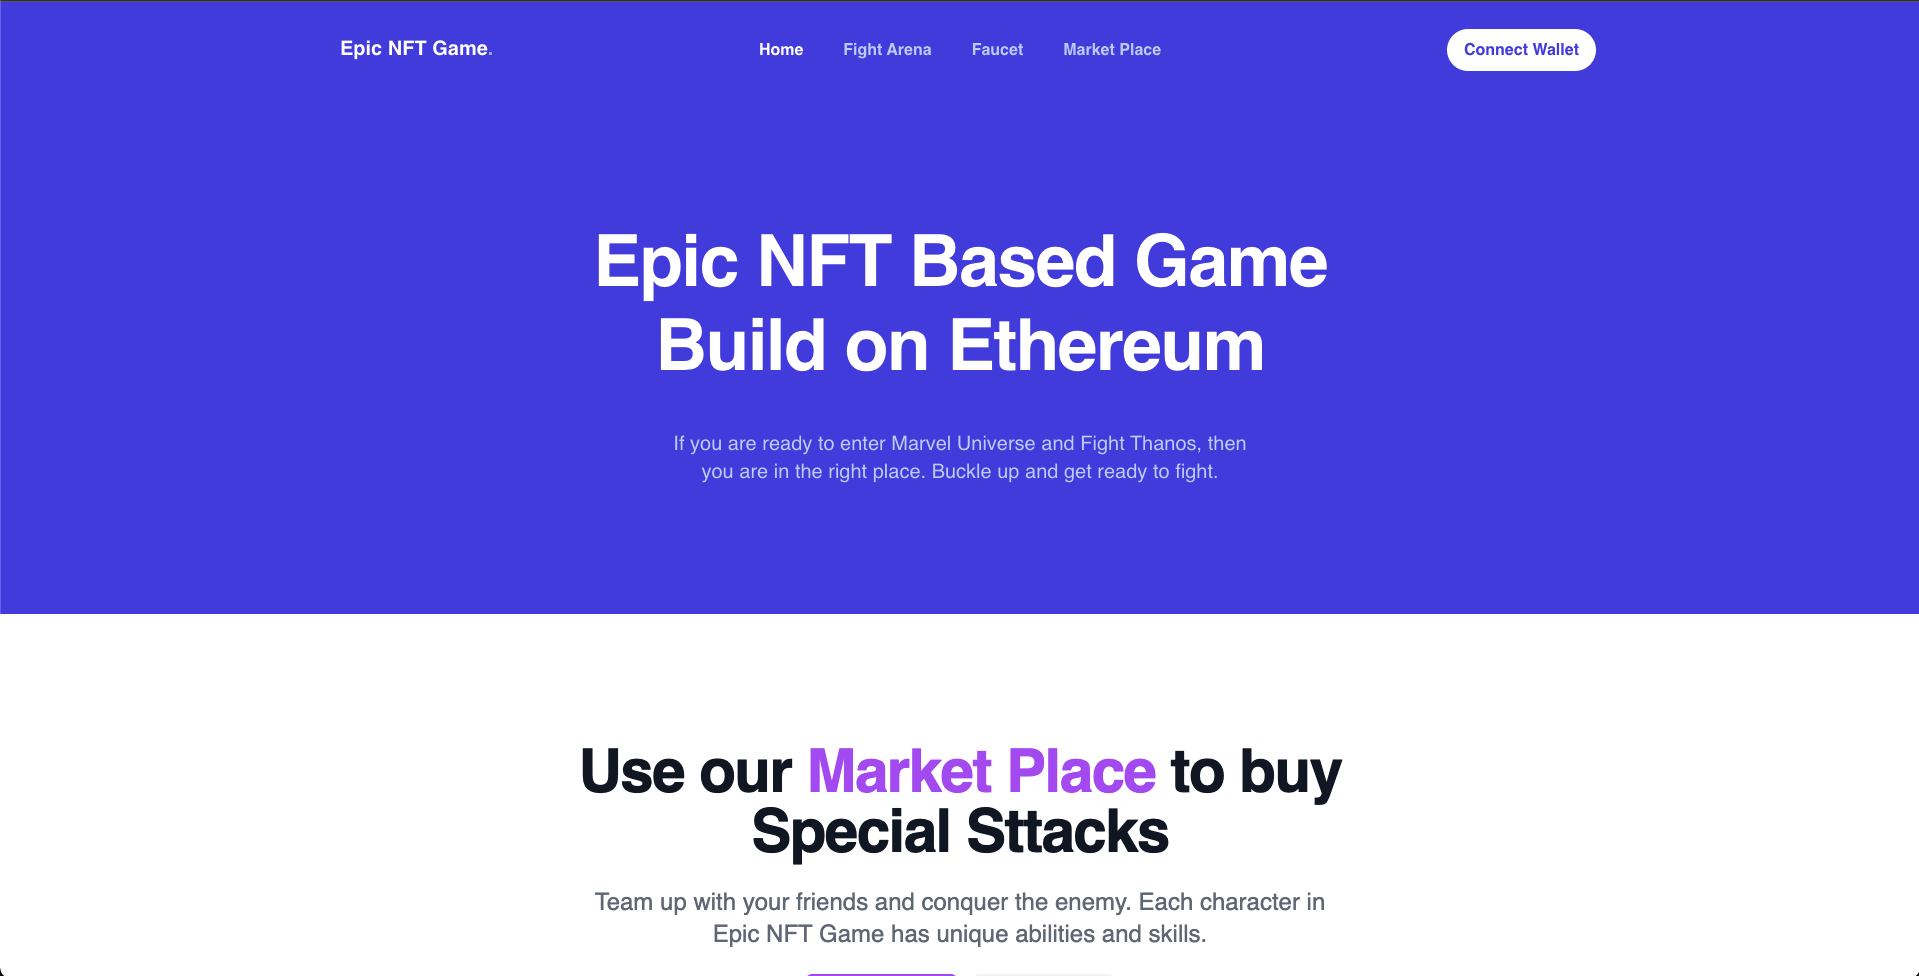 Epic NFT Game.
Home
Fight Arena
Faucet
Market Place
Connect Wallet
Epic NFT Based Game
Build on Ethereum
If you are ready to enter Marvel Universe and Fight Thanos, then
you are in the right place. Buckle up and get ready to fight.
Use our Market Place to buy
Special Sttacks
Team up with your friends and conquer the enemy. Each character in
Epic NFT Game has unique abilities and skills.